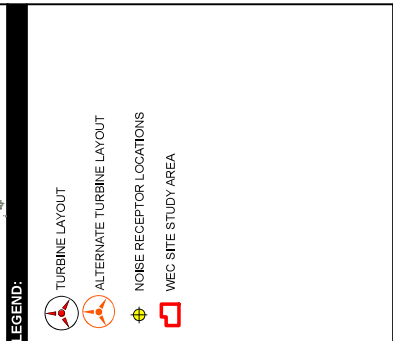 LEGEND:
TURBINE LAYOUT
ALTERNATE TURBINE LAYOUT
NOISE RECEPTOR LOCATIONS
WEC SITE STUDY AREA